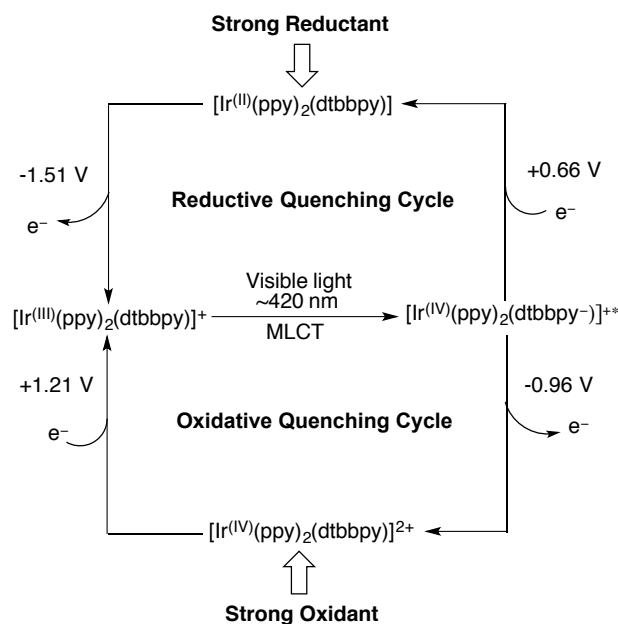 Strong Reductant
[Ir⁽ᴵᴵ⁾(ppy)₂(dtbbpy)]
-1.51 V
+0.66 V
Reductive Quenching Cycle
e⁻
e⁻
Visible light
~420 nm
[Ir⁽ᴵᴵᴵ⁾(ppy)₂(dtbbpy)]⁺
[Ir⁽ᴵⱽ⁾(ppy)₂(dtbbpy⁻)]⁺*
MLCT
+1.21 V
-0.96 V
Oxidative Quenching Cycle
e⁻
e⁻
[Ir⁽ᴵⱽ⁾(ppy)₂(dtbbpy)]²⁺
Strong Oxidant